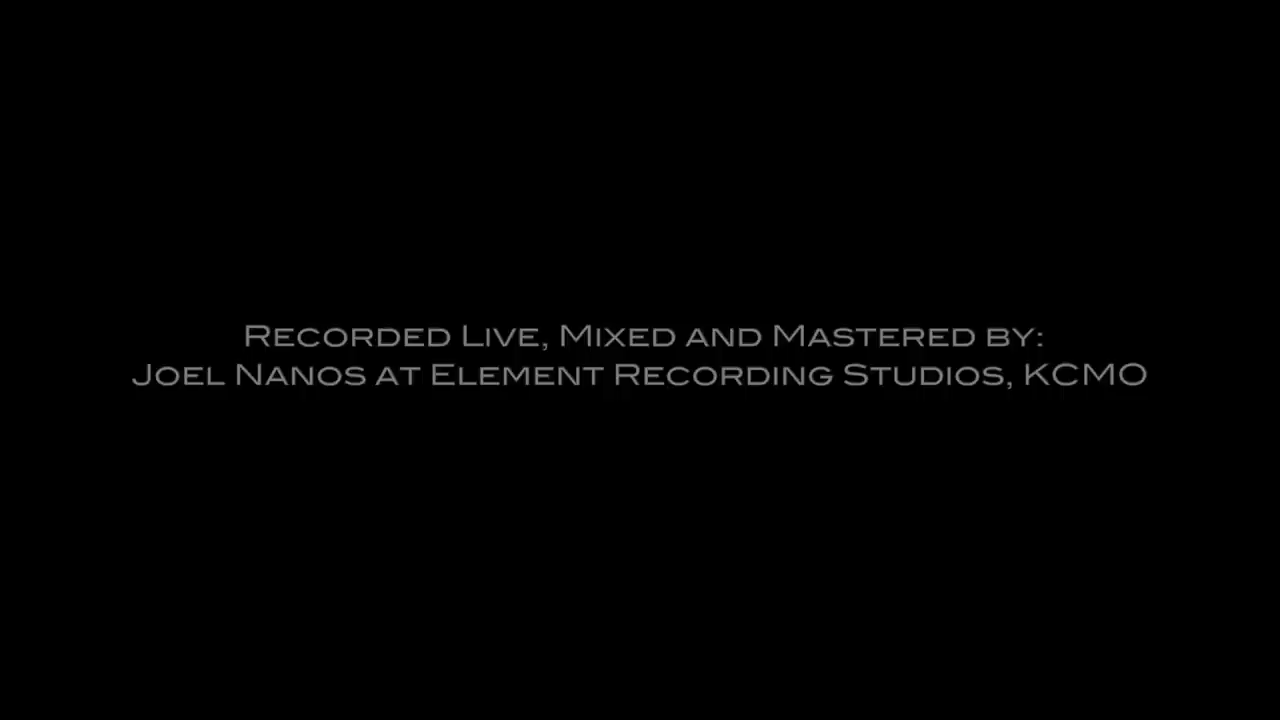 Recorded Live, Mixed and Mastered by:
Joel Nanos at Element Recording Studios, KCMO